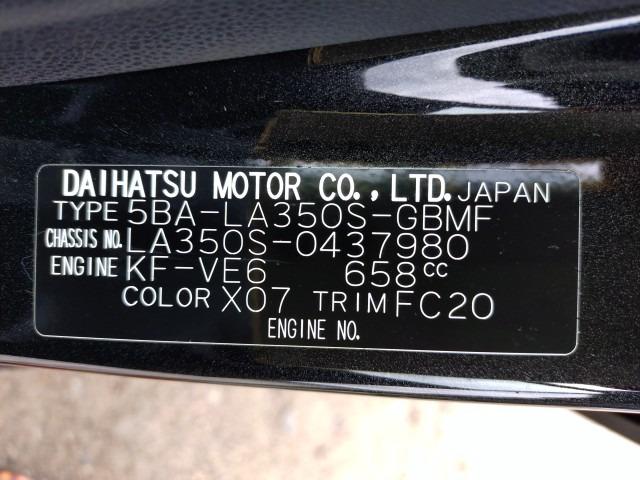 DAIHATSU MOTOR CO., LTD. JAPAN
TYPE 5BA-LA350S-GBMF
CHASSIS NO. LA350S-0437980
ENGINE KF-VE6 658cc
COLOR X07 TRIM FC20
ENGINE NO.